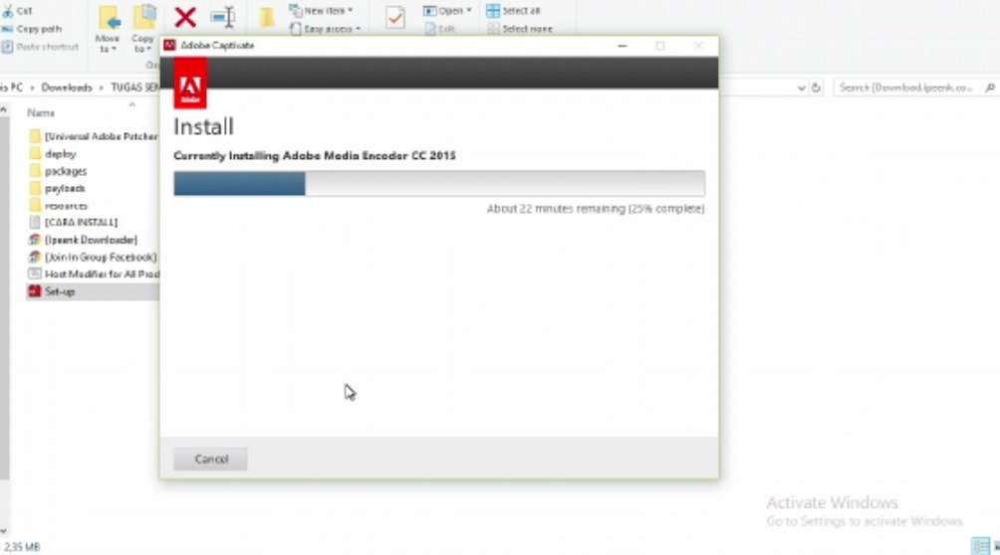 Cut
Copy path
Paste shortcut
Move
to
Copy
to
New item
Easy access
Open
Edit
Select all
Select none
Adobe Captivate
is PC › Downloads › TUGAS SEM
Search [Download.Ipeenk.co...
Adobe
Install
Currently Installing Adobe Media Encoder CC 2015
About 22 minutes remaining (25% complete)
Name
[Universal Adobe Patcher
deploy
packages
payloads
resources
[CARA INSTALL]
[Ipeenk Downloader]
[Join In Group Facebook]
Host Modifier for All Prod
Set-up
Cancel
Activate Windows
Go to Settings to activate Windows.
2,35 MB